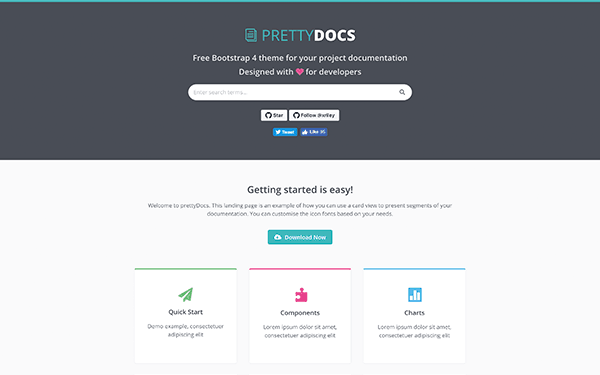 PRETTYDOCS
Free Bootstrap 4 theme for your project documentation
Designed with for developers
Enter search terms...
Star Follow @xriley
Tweet Like 35
Getting started is easy!
Welcome to prettyDocs. This landing page is an example of how you can use a card view to present segments of your
documentation. You can customise the icon fonts based on your needs.
Download Now
Quick Start
Demo example, consectetuer
adipiscing elit
Components
Lorem ipsum dolor sit amet,
consectetuer adipiscing elit
Charts
Lorem ipsum dolor sit amet,
consectetuer adipiscing elit